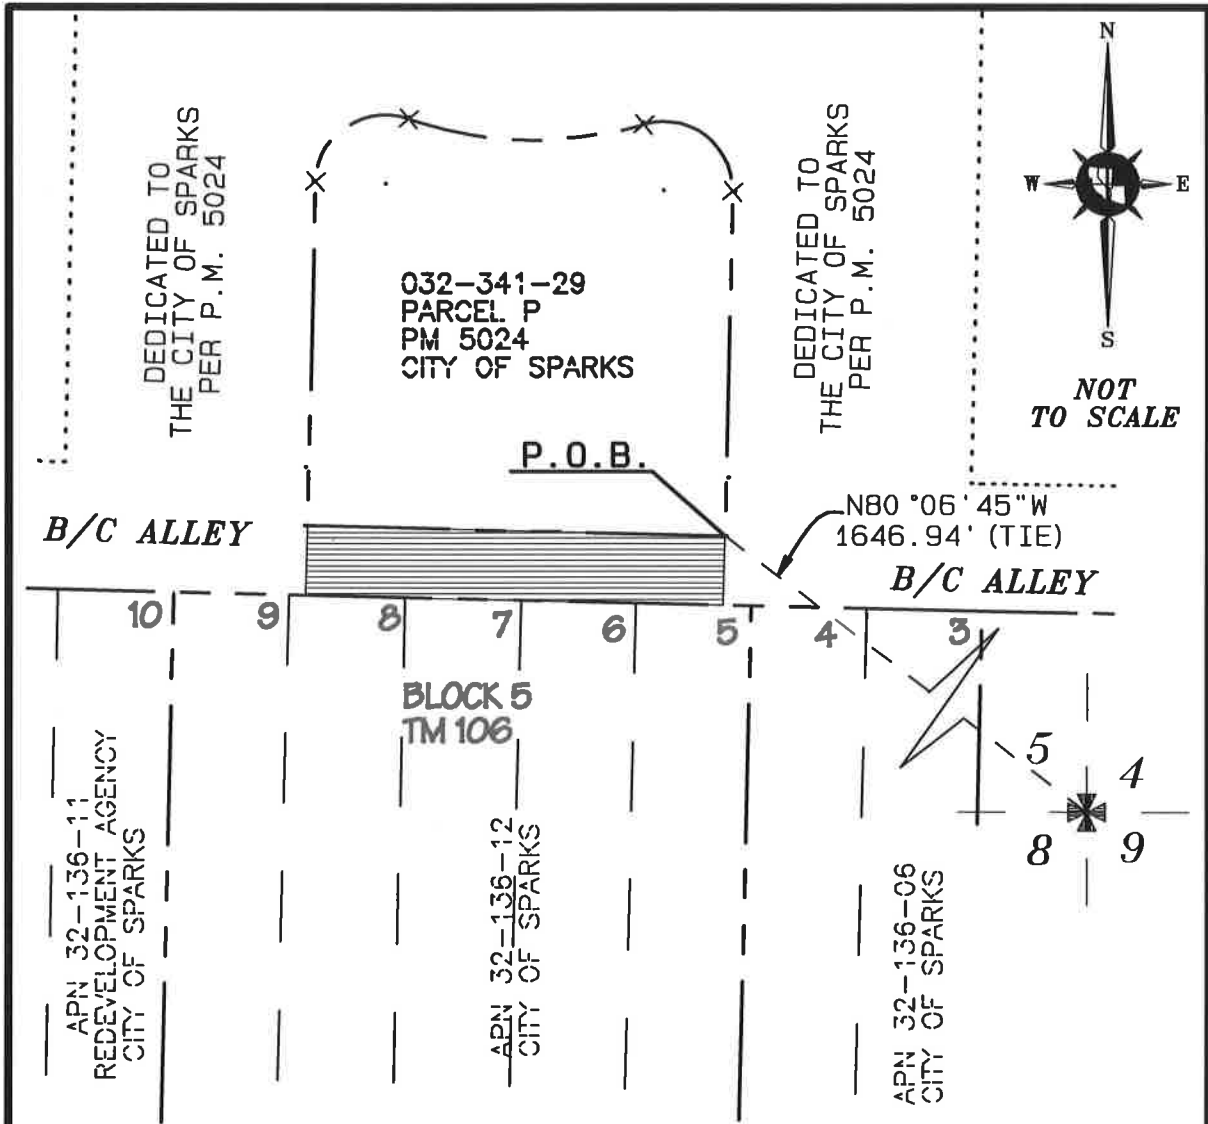 N
W
E
S
NOT
TO SCALE
DEDICATED TO
THE CITY OF SPARKS
PER P.M. 5024
DEDICATED TO
THE CITY OF SPARKS
PER P.M. 5024
032-341-29
PARCEL P
PM 5024
CITY OF SPARKS
P.O.B.
N80°06'45"W
1646.94' (TIE)
B/C ALLEY
B/C ALLEY
10
9
8
7
6
5
4
3
BLOCK 5
TM 106
5
4
8
9
APN 32-136-11
REDEVELOPMENT AGENCY
CITY OF SPARKS
APN 32-136-12
CITY OF SPARKS
APN 32-136-06
CITY OF SPARKS